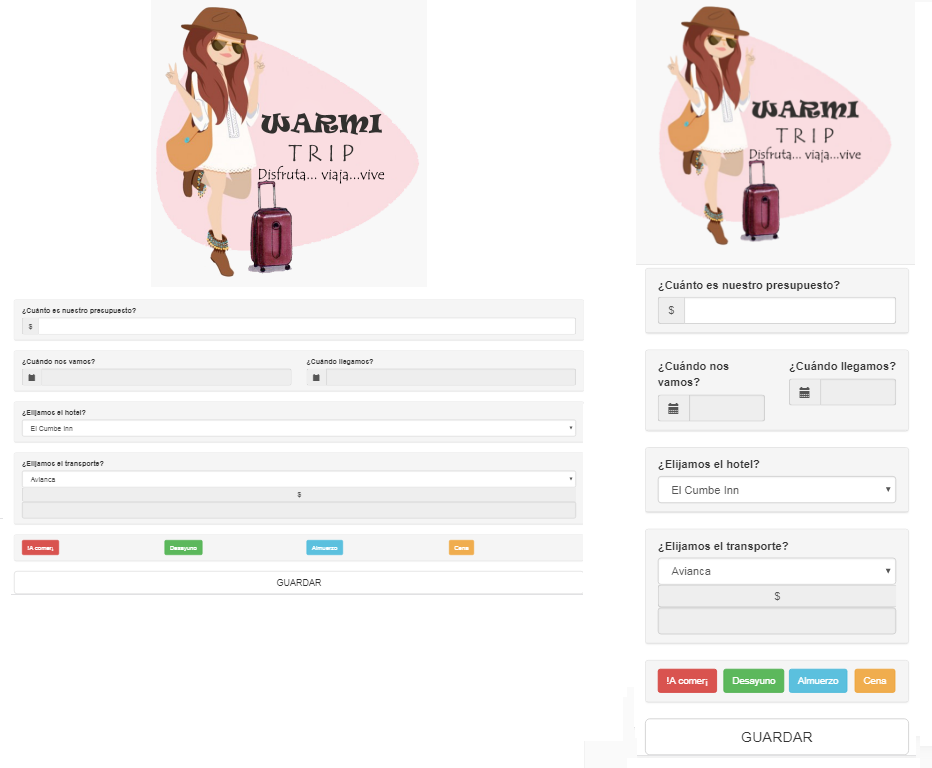 WARMI
TRIP
Disfruta... viaja...vive
¿Cuánto es nuestro presupuesto?
$
¿Cuándo nos vamos? ¿Cuándo llegamos?
¿Elijamos el hotel?
El Cumbe Inn
¿Elijamos el transporte?
Avianca
$
!A comer¡ Desayuno Almuerzo Cena
GUARDAR
WARMI
TRIP
Disfruta... viaja...vive
¿Cuánto es nuestro presupuesto?
$
¿Cuándo nos
vamos?
¿Cuándo llegamos?
¿Elijamos el hotel?
El Cumbe Inn
¿Elijamos el transporte?
Avianca
$
!A comer¡ Desayuno Almuerzo Cena
GUARDAR